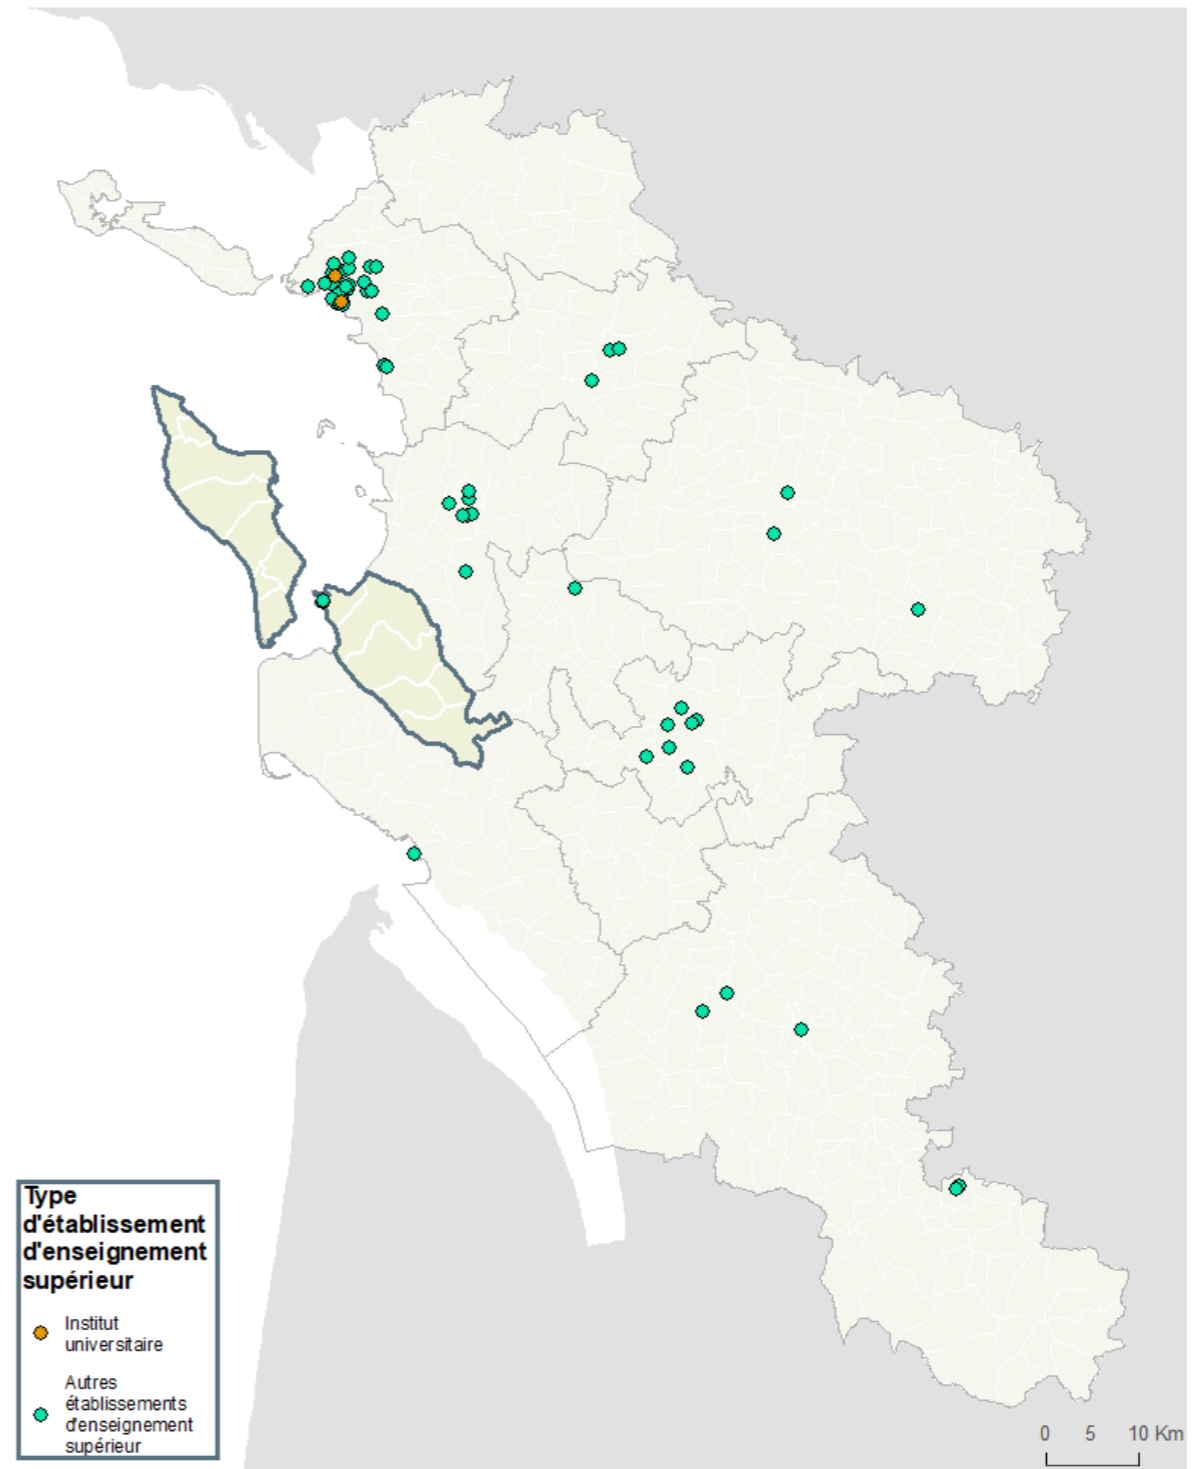 Type
d'établissement
d'enseignement
supérieur
Institut
universitaire
Autres
établissements
d'enseignement
supérieur
0 5 10 Km